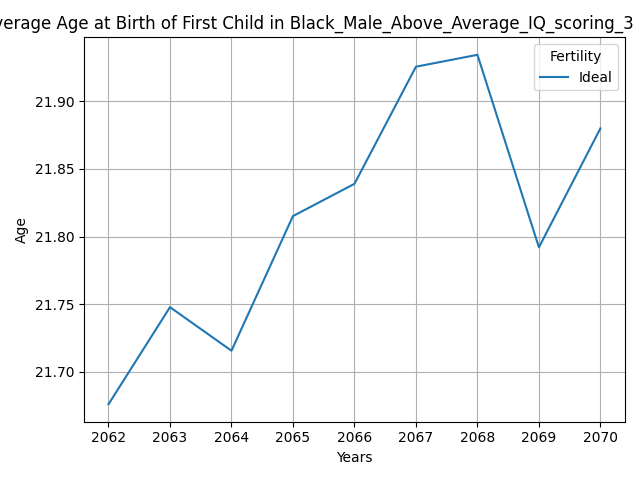 verage Age at Birth of First Child in Black_Male_Above_Average_IQ_scoring_3
Fertility
Ideal
21.90
21.85
21.80
21.75
21.70
Age
2062 2063 2064 2065 2066 2067 2068 2069 2070
Years